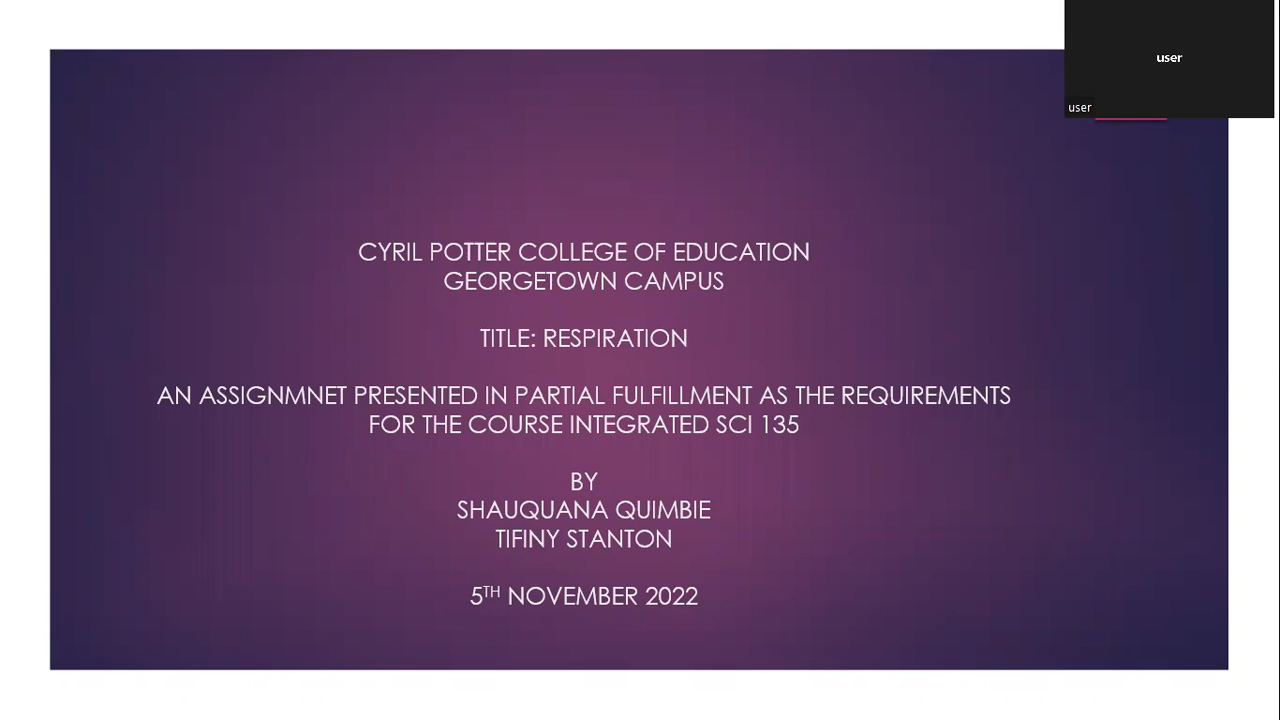 user
user
CYRIL POTTER COLLEGE OF EDUCATION
GEORGETOWN CAMPUS
TITLE: RESPIRATION
AN ASSIGNMNET PRESENTED IN PARTIAL FULFILLMENT AS THE REQUIREMENTS
FOR THE COURSE INTEGRATED SCI 135
BY
SHAUQUANA QUIMBIE
TIFINY STANTON
5TH NOVEMBER 2022